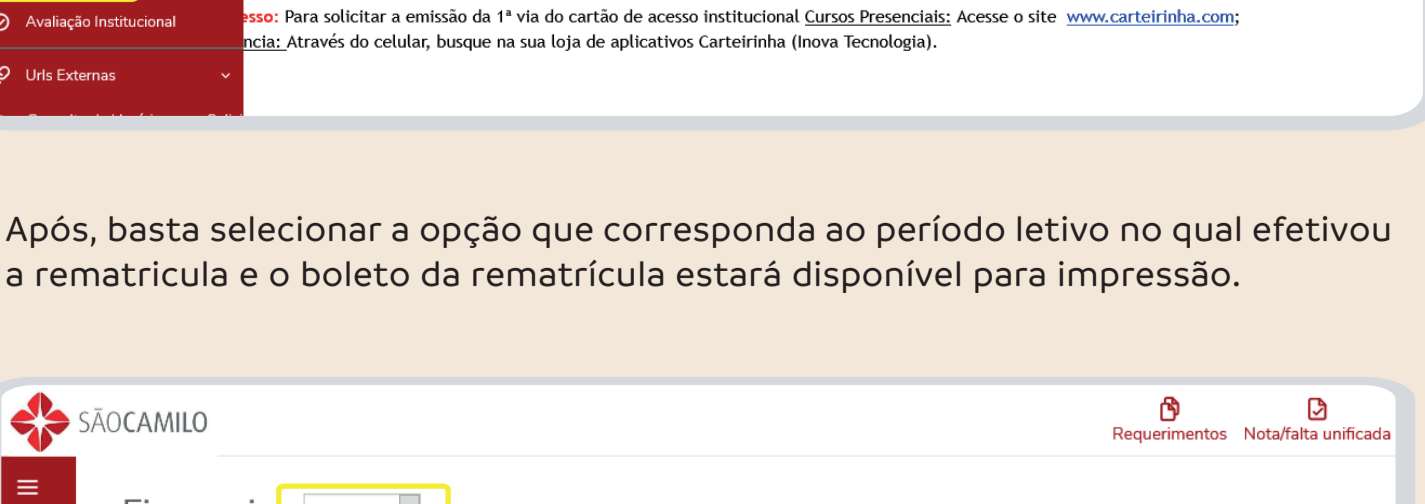 Avaliação Institucional
esso: Para solicitar a emissão da 1ª via do cartão de acesso institucional Cursos Presenciais: Acesse o site www.carteirinha.com;
ncia: Através do celular, busque na sua loja de aplicativos Carteirinha (Inova Tecnologia).
Urls Externas
Após, basta selecionar a opção que corresponda ao período letivo no qual efetivou
a rematricula e o boleto da rematrícula estará disponível para impressão.
SÃOCAMILO
Requerimentos Nota/falta unificada